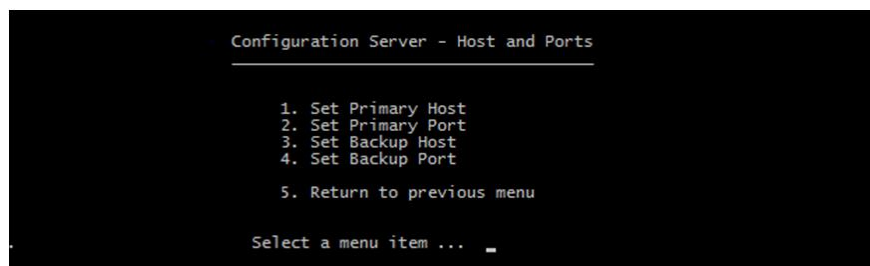 Configuration Server - Host and Ports
1. Set Primary Host
2. Set Primary Port
3. Set Backup Host
4. Set Backup Port
5. Return to previous menu
Select a menu item ... _